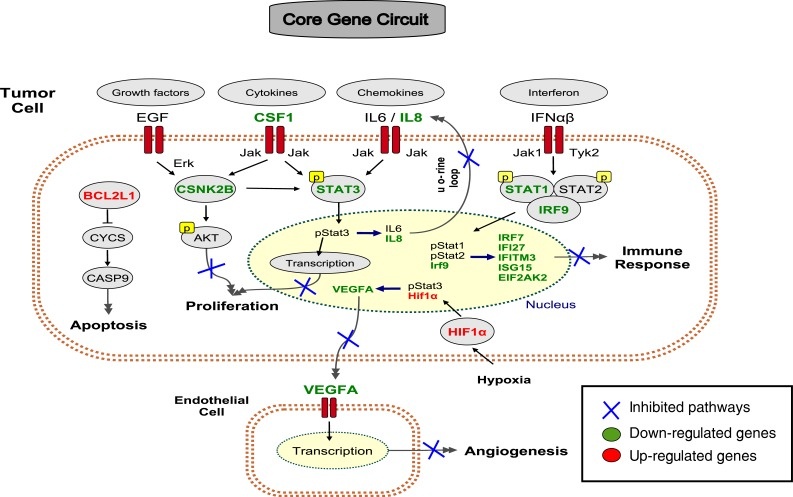 Core Gene Circuit
Tumor
Cell
Growth factors
Cytokines
Chemokines
Interferon
EGF
CSF1
IL6 / IL8
IFNαβ
Erk
Jak
Jak
Jak
Jak
Jak1
Tyk2
u o-rine
loop
BCL2L1
CSNK2B
p
STAT3
p
STAT1
STAT2
p
IRF9
CYCS
p
AKT
CASP9
Apoptosis
Proliferation
pStat3
IL6
IL8
Transcription
pStat1
pStat2
Irf9
IRF7
IFI27
IFITM3
ISG15
EIF2AK2
Immune
Response
VEGFA
pStat3
Hif1α
Nucleus
HIF1α
Hypoxia
Endothelial
Cell
VEGFA
Transcription
Angiogenesis
Inhibited pathways
Down-regulated genes
Up-regulated genes